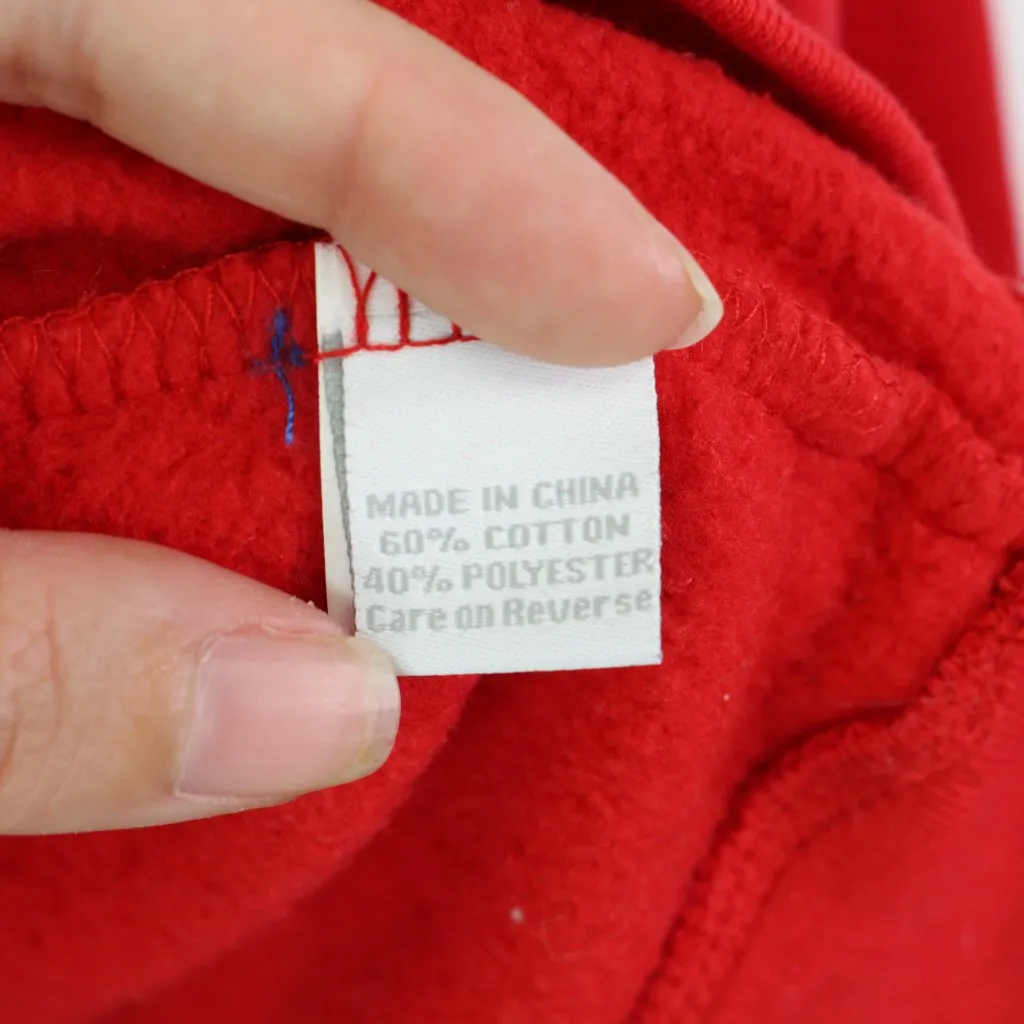 MADE IN CHINA
60% COTTON
40% POLYESTER
Care on Reverse